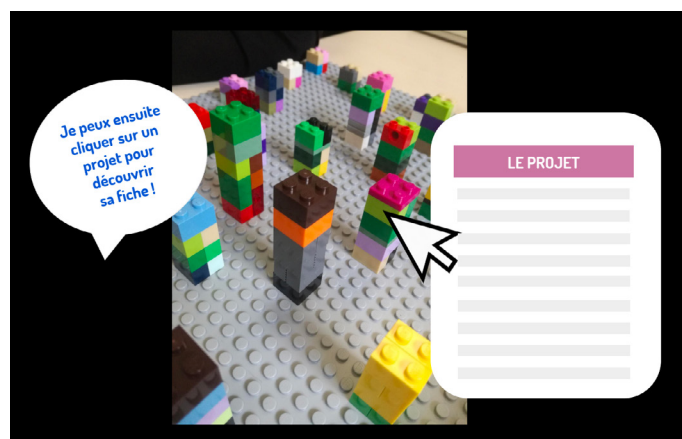 Je peux ensuite
cliquer sur un
projet pour
découvrir
sa fiche !
LE PROJET